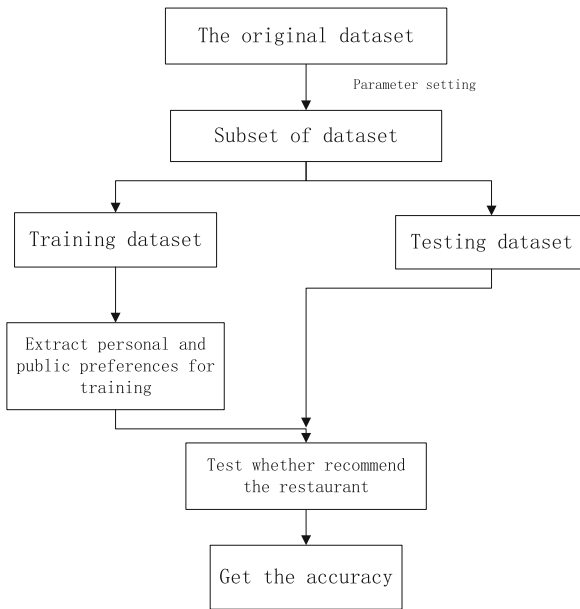 The original dataset
Parameter setting
Subset of dataset
Training dataset
Testing dataset
Extract personal and
public preferences for
training
Test whether recommend
the restaurant
Get the accuracy